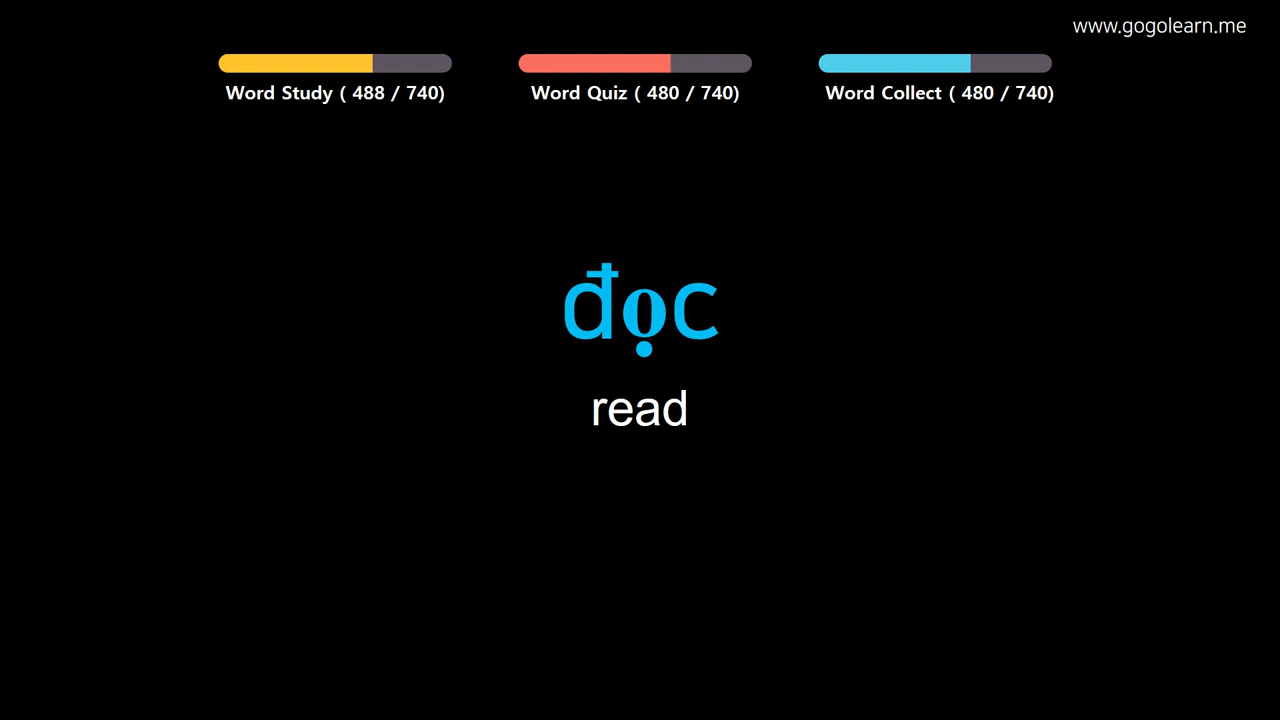 www.gogolearn.me
Word Study ( 488 / 740)
Word Quiz ( 480 / 740)
Word Collect ( 480 / 740)
đọc
read